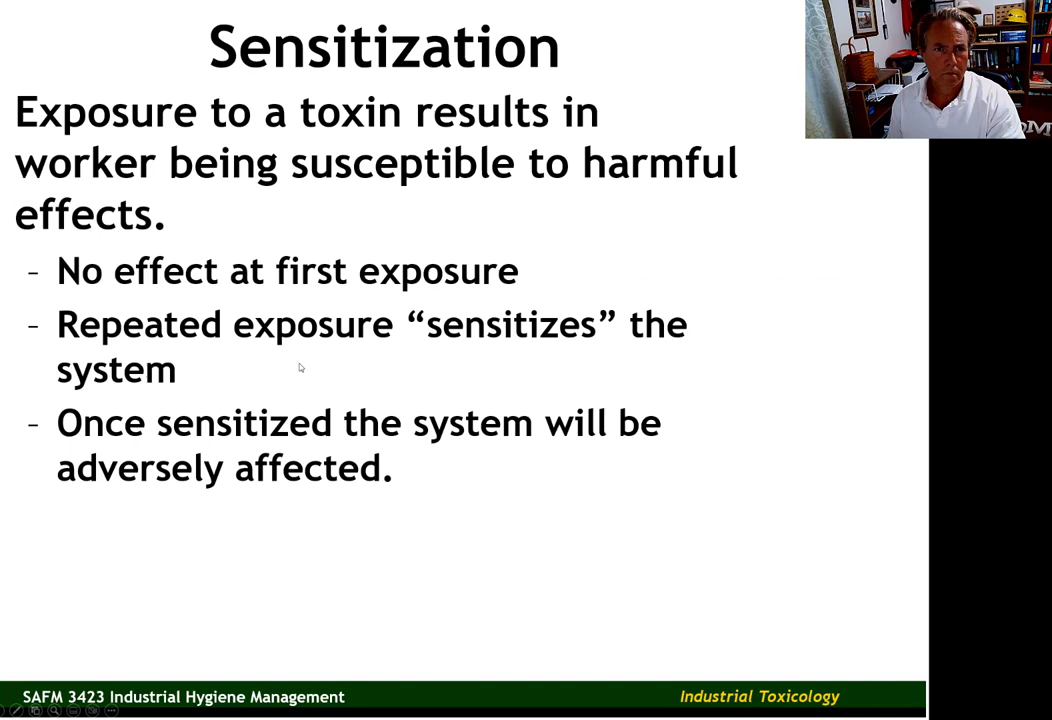 Sensitization
Exposure to a toxin results in
worker being susceptible to harmful
effects.
- No effect at first exposure
- Repeated exposure “sensitizes” the
system
- Once sensitized the system will be
adversely affected.
SAFM 3423 Industrial Hygiene Management
Industrial Toxicology